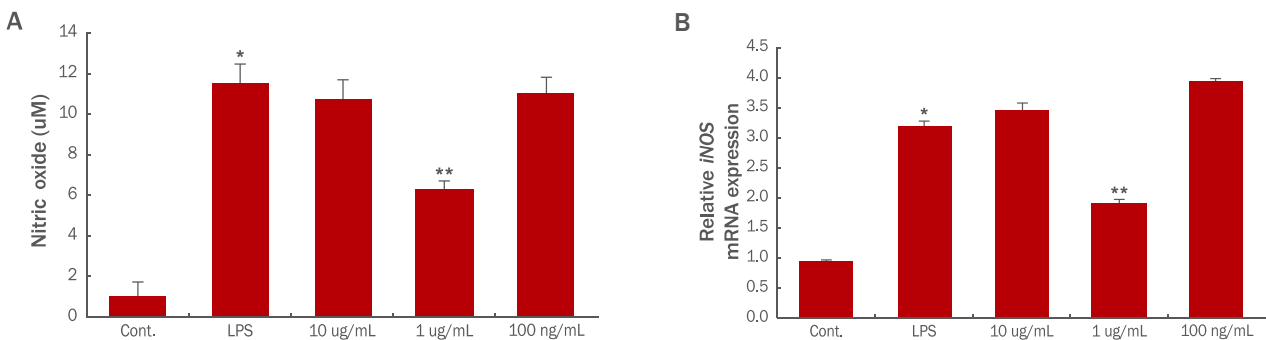 A
Nitric oxide (uM)
14
12
10
8
6
4
2
0
*
**
Cont.
LPS
10 ug/mL
1 ug/mL
100 ng/mL
B
Relative iNOS
mRNA expression
4.5
4.0
3.5
3.0
2.5
2.0
1.5
1.0
0.5
0.0
*
**
Cont.
LPS
10 ug/mL
1 ug/mL
100 ng/mL